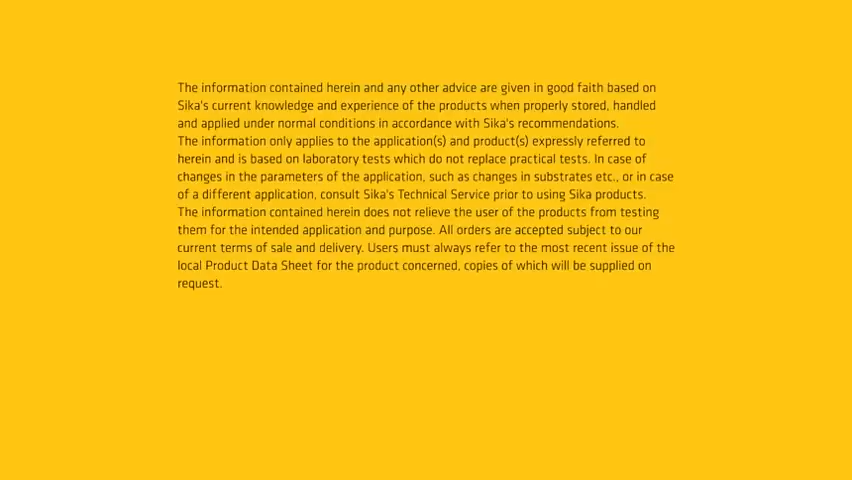 The information contained herein and any other advice are given in good faith based on
Sika's current knowledge and experience of the products when properly stored, handled
and applied under normal conditions in accordance with Sika's recommendations.
The information only applies to the application(s) and product(s) expressly referred to
herein and is based on laboratory tests which do not replace practical tests. In case of
changes in the parameters of the application, such as changes in substrates etc., or in case
of a different application, consult Sika's Technical Service prior to using Sika products.
The information contained herein does not relieve the user of the products from testing
them for the intended application and purpose. All orders are accepted subject to our
current terms of sale and delivery. Users must always refer to the most recent issue of the
local Product Data Sheet for the product concerned, copies of which will be supplied on
request.